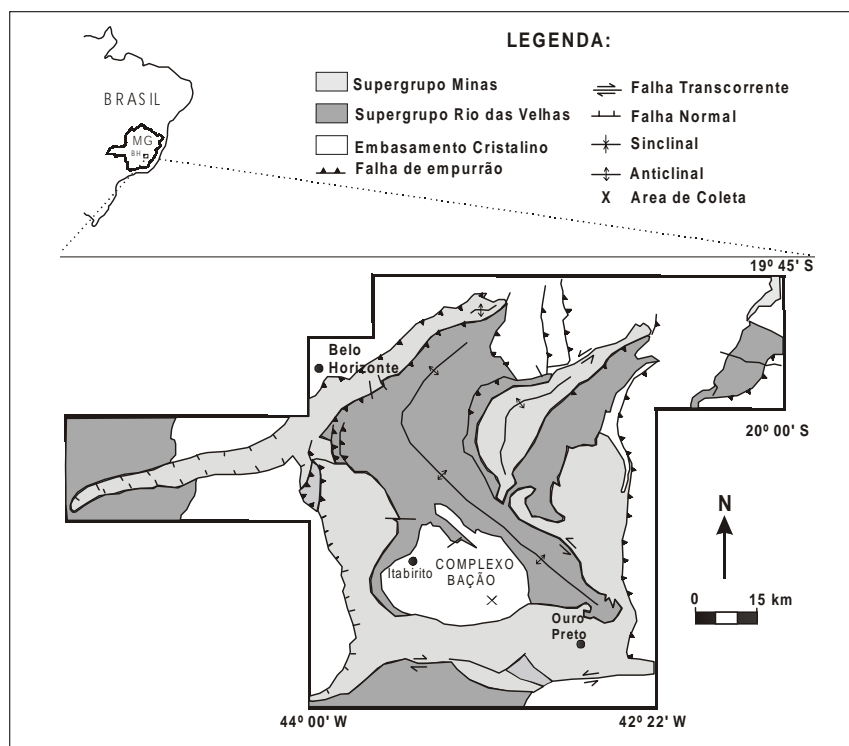 LEGENDA:
BRASIL
MG
BH
Supergrupo Minas
Supergrupo Rio das Velhas
Embasamento Cristalino
Falha de empurrão
Falha Transcorrente
Falha Normal
Sinclinal
Anticlinal
X Area de Coleta
19º 45' S
Belo
Horizonte
20º 00' S
N
Itabirito
COMPLEXO
BAÇÃO
0 15 km
Ouro
Preto
44º 00' W
42º 22' W